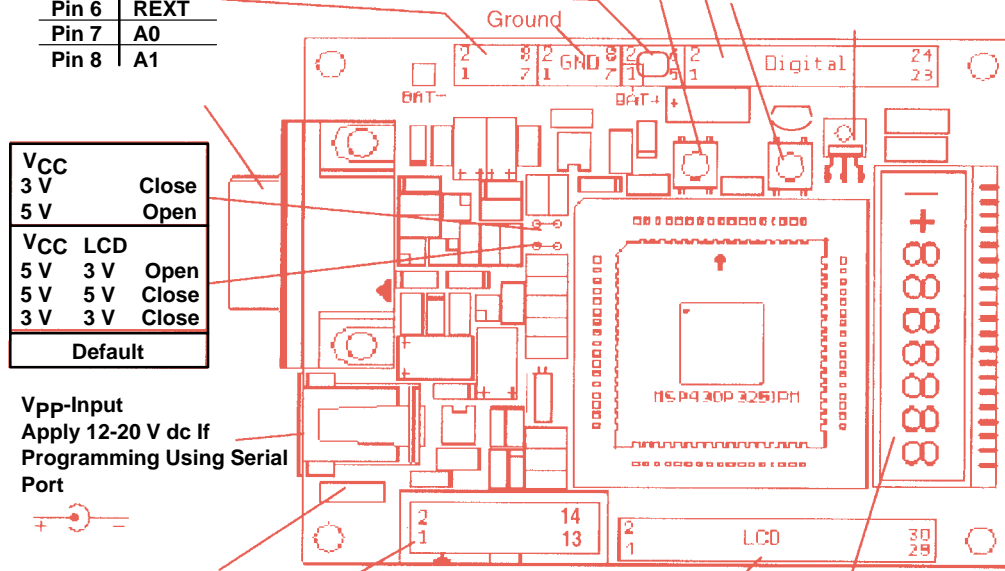 Pin 6 REXT
Pin 7 A0
Pin 8 A1
Ground
2 8 2 GND 8 2 6 2 Digital 24
1 7 1 7 1 5 1 23
BAT- BAT+
VCC
3 V Close
5 V Open
VCC LCD
5 V 3 V Open
5 V 5 V Close
3 V 3 V Close
Default
MSP430P325IPM
VPP-Input
Apply 12-20 V dc If
Programming Using Serial
Port
+ -
2 14
1 13
2 LCD 30
1 29